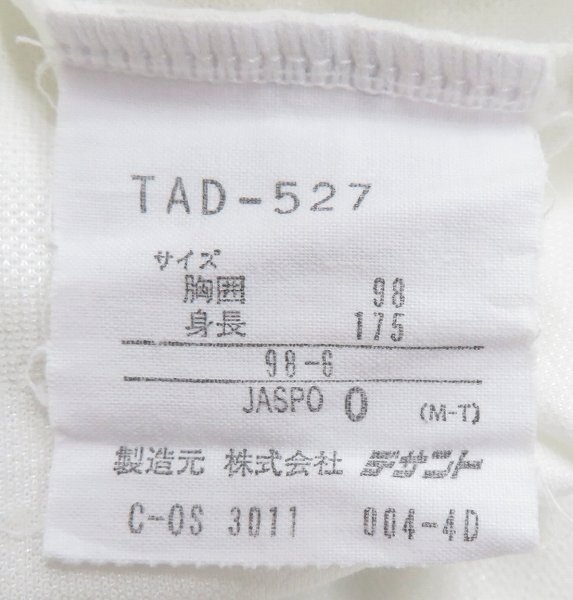 TAD-527
サイズ
胸囲 98
身長 175
98-6
JASPO O (M-T)
製造元 株式会社 デサント
C-OS 3011 004-4D